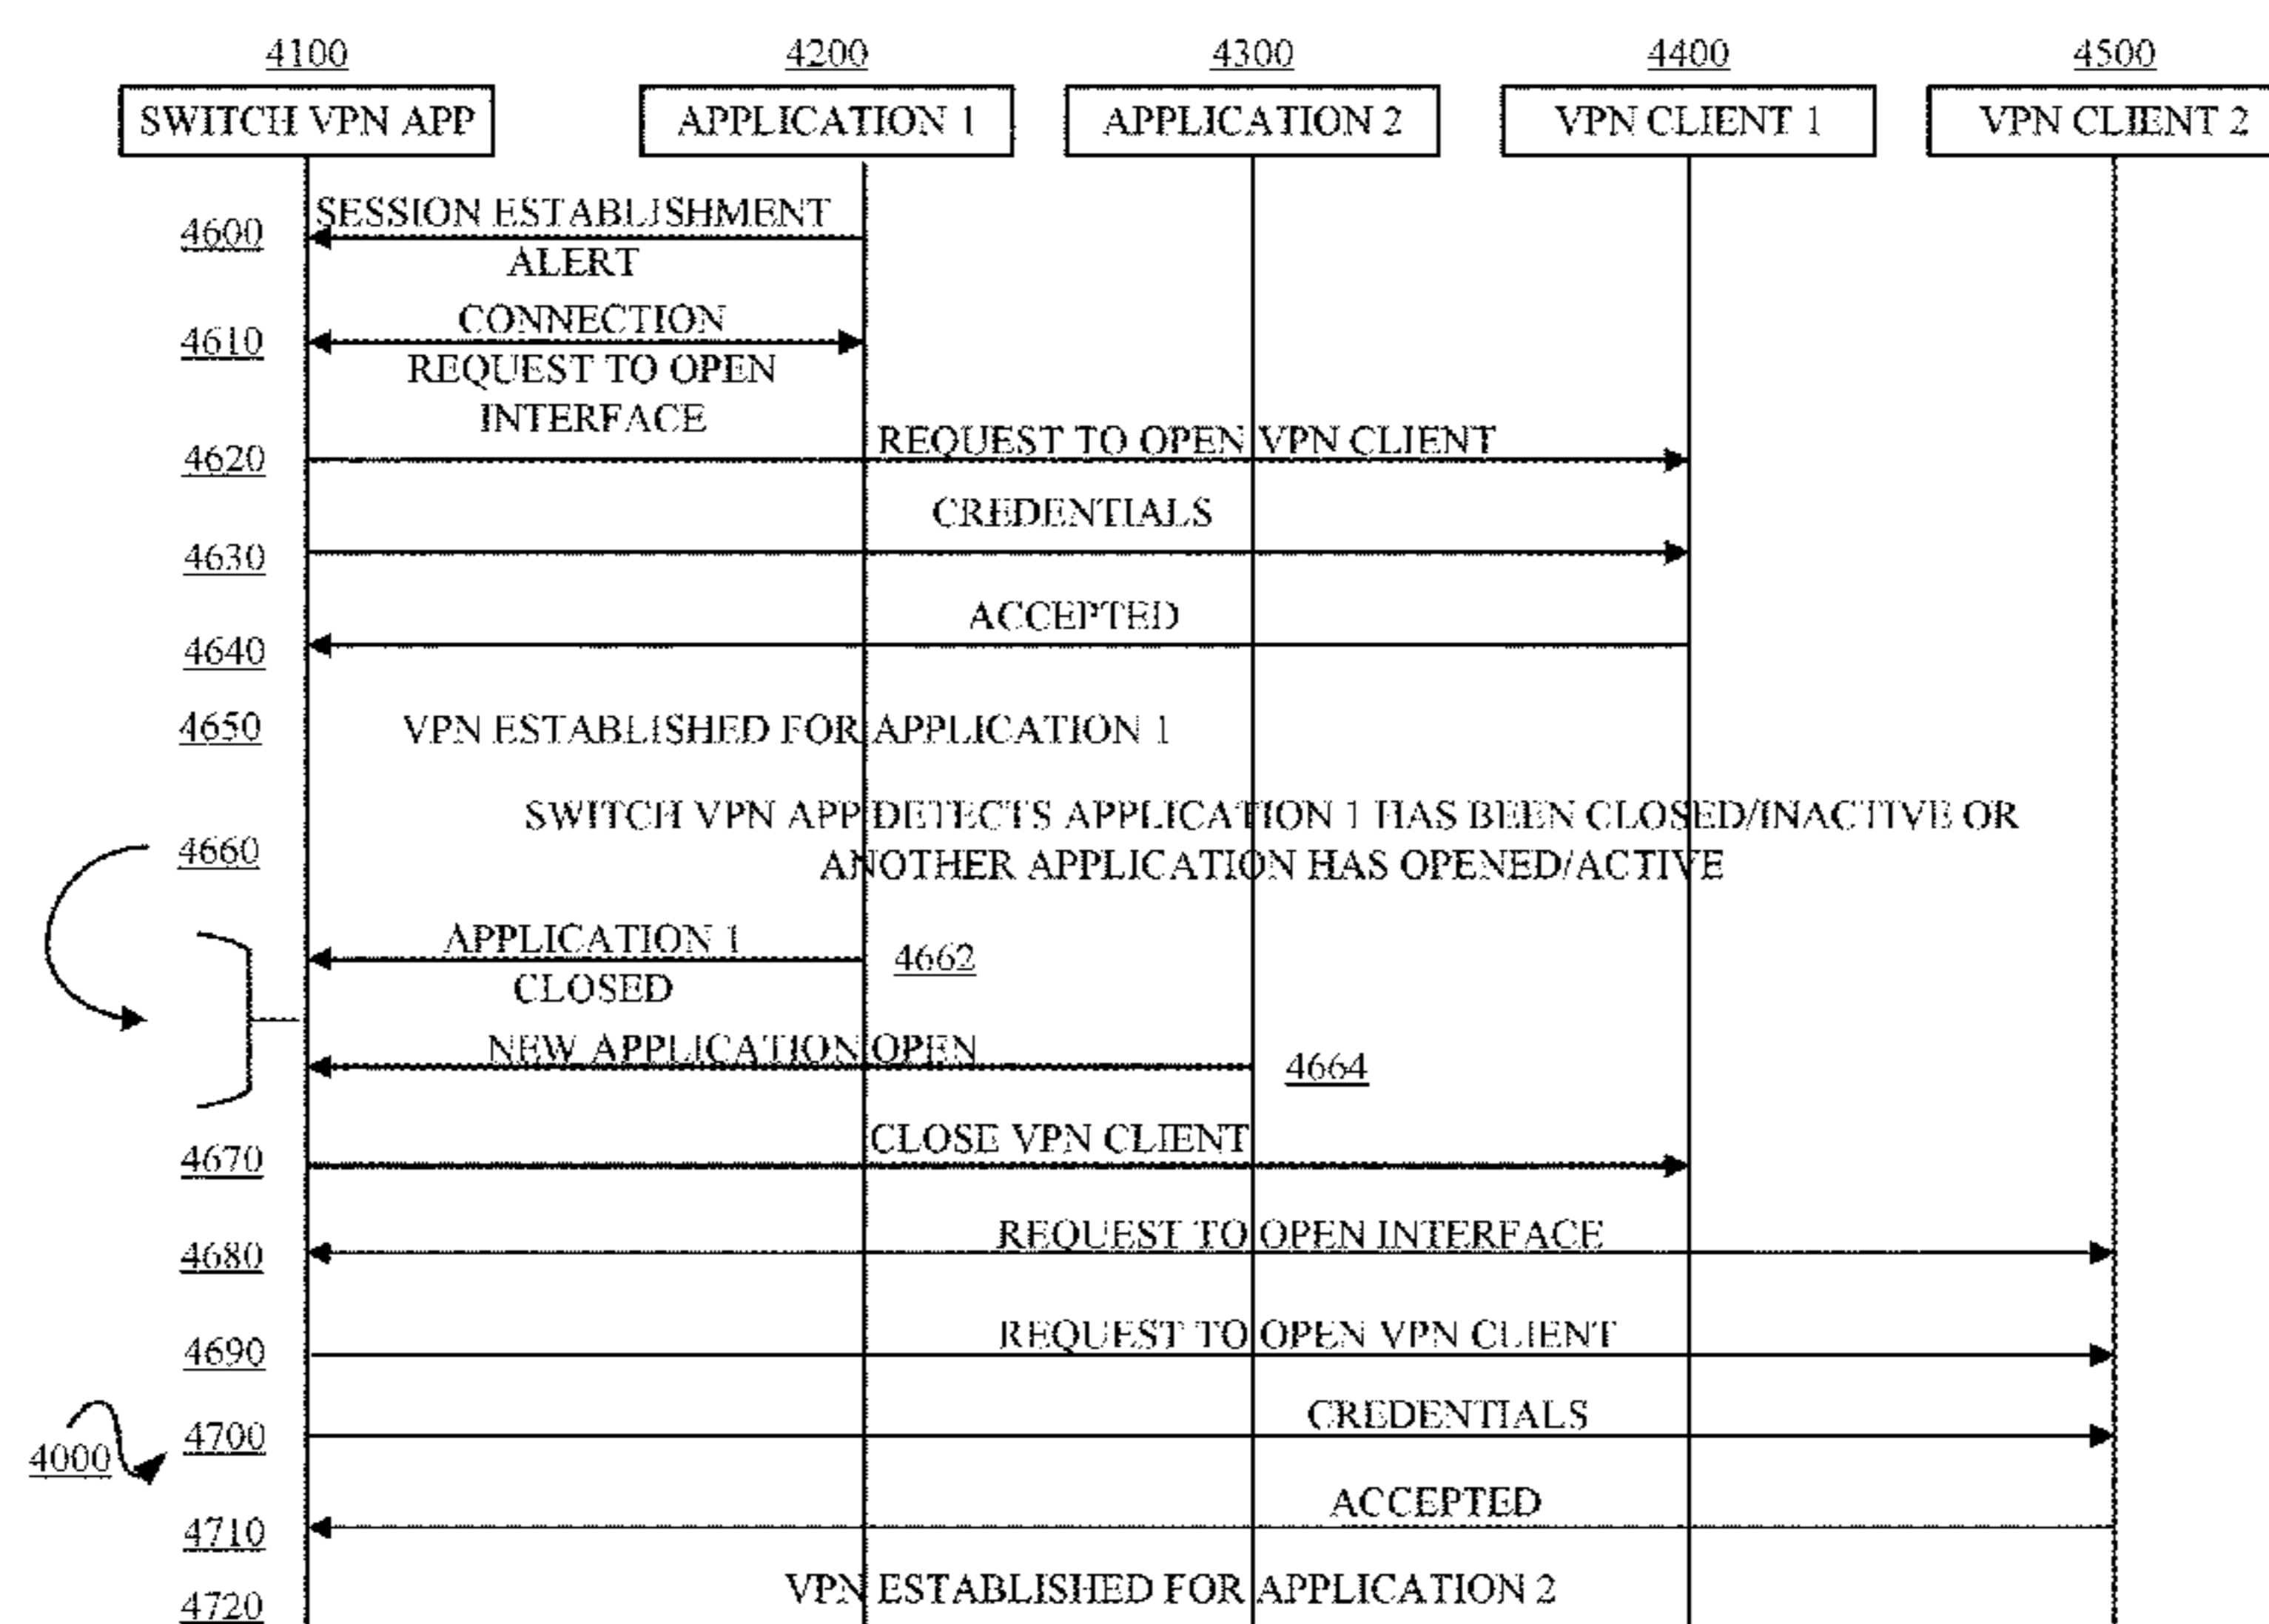 4100 4200 4300 4400 4500
SWITCH VPN APP APPLICATION 1 APPLICATION 2 VPN CLIENT 1 VPN CLIENT 2
4600 SESSION ESTABLISHMENT
ALERT
4610 CONNECTION
REQUEST TO OPEN
INTERFACE
4620 REQUEST TO OPEN VPN CLIENT
CREDENTIALS
4630
ACCEPTED
4640
4650 VPN ESTABLISHED FOR APPLICATION 1
SWITCH VPN APP DETECTS APPLICATION 1 HAS BEEN CLOSED/INACTIVE OR
4660 ANOTHER APPLICATION HAS OPENED/ACTIVE
APPLICATION 1 4662
CLOSED
NEW APPLICATION OPEN 4664
CLOSE VPN CLIENT
4670
REQUEST TO OPEN INTERFACE
4680
REQUEST TO OPEN VPN CLIENT
4690
CREDENTIALS
4700
4000
ACCEPTED
4710
VPN ESTABLISHED FOR APPLICATION 2
4720